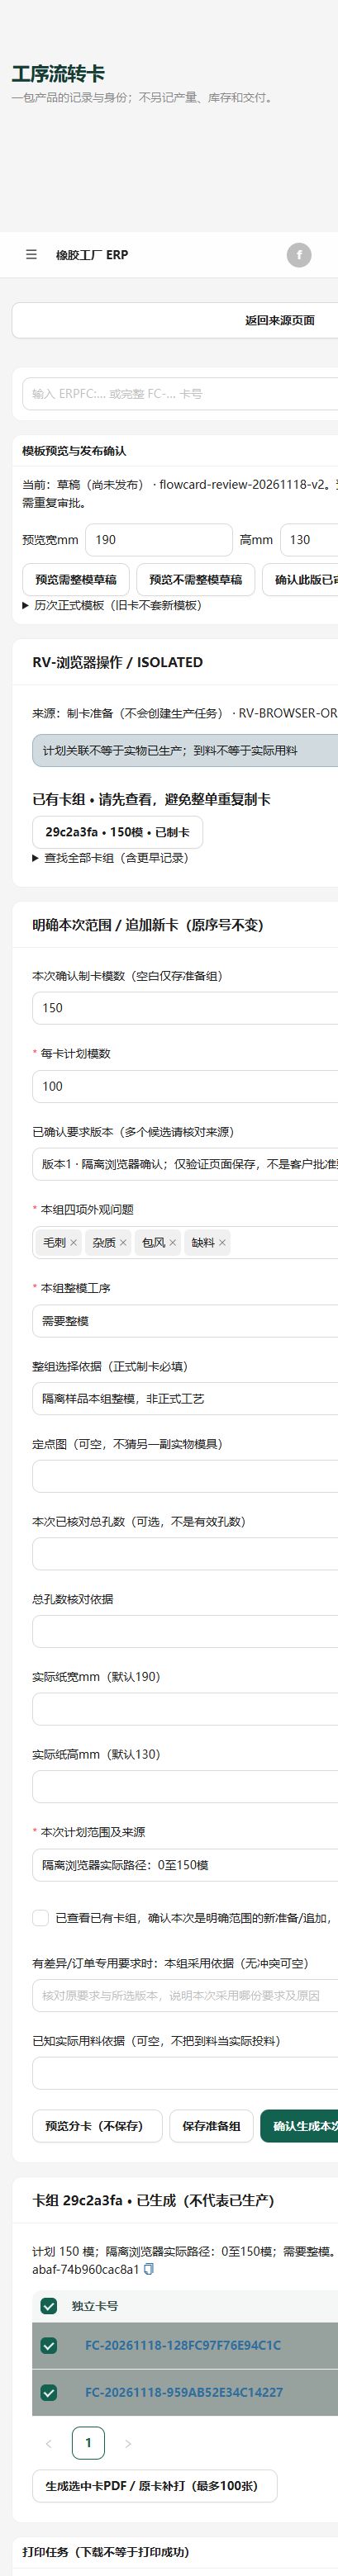 工序流转卡
一包产品的记录与身份；不另记产量、库存和交付。
☰ 橡胶工厂 ERP f
返回来源页面
输入 ERPFC:... 或完整 FC-... 卡号
模板预览与发布确认
当前：草稿（尚未发布） · flowcard-review-20261118-v2。
需重复审批。
预览宽mm 190 高mm 130
预览需整模草稿 预览不需整模草稿 确认此版已
▶ 历次正式模板（旧卡不套新模板）
RV-浏览器操作 / ISOLATED
来源：制卡准备（不会创建生产任务） · RV-BROWSER-OR
计划关联不等于实物已生产；到料不等于实际用料
已有卡组 • 请先查看，避免整单重复制卡
29c2a3fa • 150模 • 已制卡
▶ 查找全部卡组（含更早记录）
明确本次范围 / 追加新卡（原序号不变）
本次确认制卡模数（空白仅存准备组）
150
* 每卡计划模数
100
已确认要求版本（多个候选请核对来源）
版本1 · 隔离浏览器确认；仅验证页面保存，不是客户批准
* 本组四项外观问题
毛刺 × 杂质 × 包风 × 缺料 ×
* 本组整模工序
需要整模
整组选择依据（正式制卡必填）
隔离样品本组整模，非正式工艺
定点图（可空，不猜另一副实物模具）
本次已核对总孔数（可选，不是有效孔数）
总孔数核对依据
实际纸宽mm（默认190）
实际纸高mm（默认130）
* 本次计划范围及来源
隔离浏览器实际路径：0至150模
已查看已有卡组，确认本次是明确范围的新准备/追加，
有差异/订单专用要求时：本组采用依据（无冲突可空）
核对原要求与所选版本，说明本次采用哪份要求及原因
已知实际用料依据（可空，不把到料当实际投料）
预览分卡（不保存） 保存准备组 确认生成本次
卡组 29c2a3fa • 已生成（不代表已生产）
计划 150 模；隔离浏览器实际路径：0至150模；需要整模。
abaf-74b960cac8a1
独立卡号
FC-20261118-128FC97F76E94C1C
FC-20261118-959AB52E34C14227
< 1 >
生成选中卡PDF / 原卡补打（最多100张）
打印任务（下载不等于打印成功）